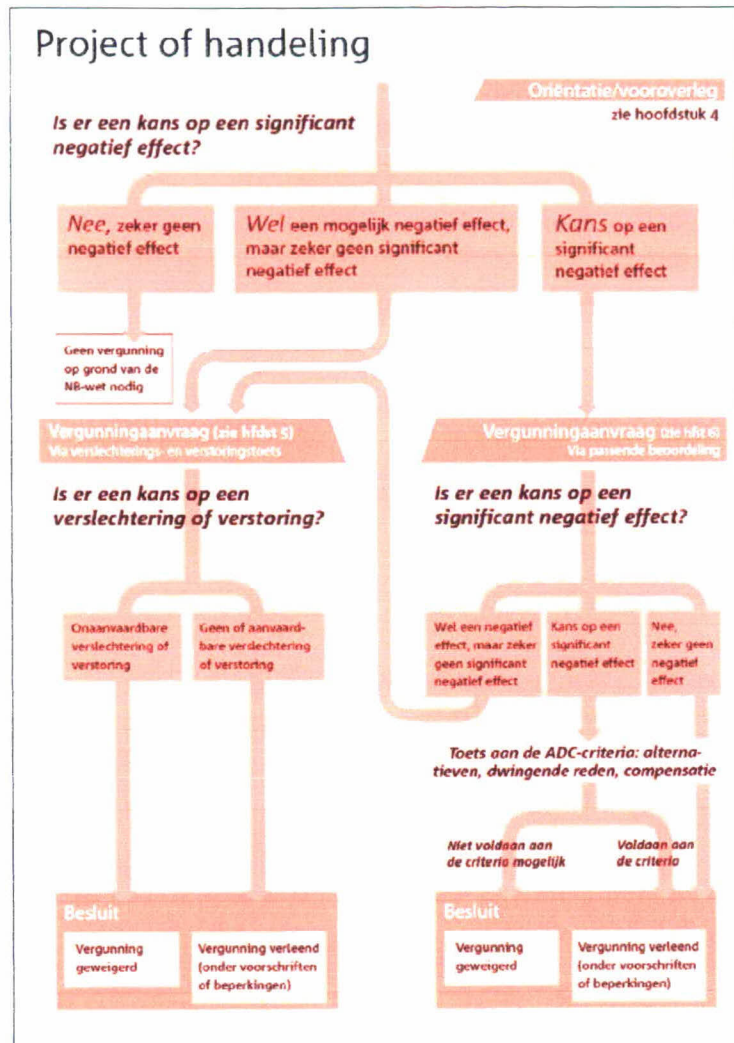 Project of handeling
Oriëntatie/vooroverleg
zie hoofdstuk 4
Is er een kans op een significant
negatief effect?
Nee, zeker geen
negatief effect
Wel een mogelijk negatief effect,
maar zeker geen significant
negatief effect
Kans op een
significant
negatief effect
Geen vergunning
op grond van de
NB-wet nodig
Vergunningaanvraag (zie hfdst 5)
Via verslechterings- en verstoringstoets
Vergunningaanvraag (zie hfst 6)
Via passende beoordeling
Is er een kans op een
verslechtering of verstoring?
Is er een kans op een
significant negatief effect?
Onaanvaardbare
verslechtering of
verstoring
Geen of aanvaard-
bare verslechtering
of verstoring
Wel een negatief
effect, maar zeker
geen significant
negatief effect
Kans op een
significant
negatief effect
Nee,
zeker geen
negatief
effect
Toets aan de ADC-criteria: alterna-
tieven, dwingende reden, compensatie
Niet voldaan aan
de criteria mogelijk
Voldaan aan
de criteria
Besluit
Vergunning
geweigerd
Vergunning verleend
(onder voorschriften
of beperkingen)
Besluit
Vergunning
geweigerd
Vergunning verleend
(onder voorschriften
of beperkingen)